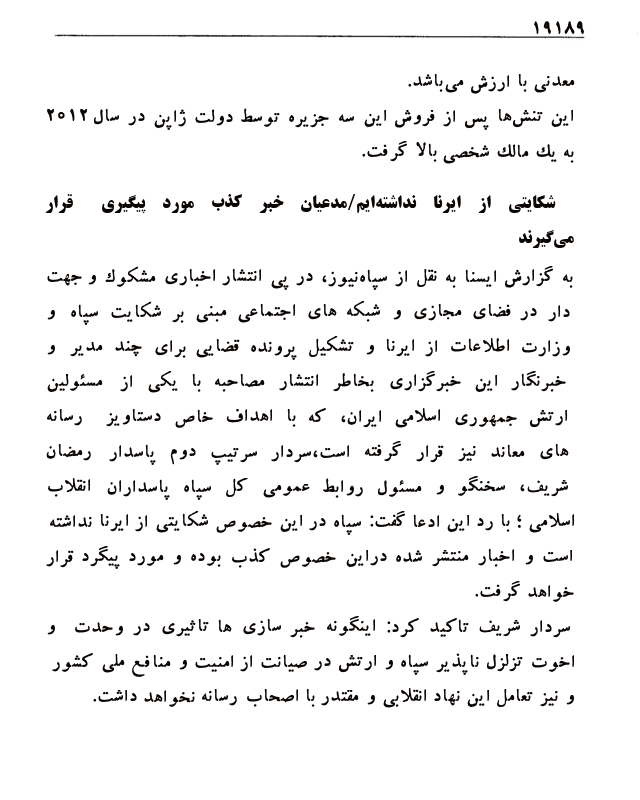 ۱۹۱۸۹
معدنی با ارزش می‌باشد.
این تنش‌ها پس از فروش این سه جزیره توسط دولت ژاپن در سال ۲۰۱۲
به یك مالك شخصی بالا گرفت.
شکایتی از ایرنا نداشته‌ایم/مدعیان خبر کذب مورد پیگیری قرار
می‌گیرند
به گزارش ایسنا به نقل از سپاه‌نیوز، در پی انتشار اخباری مشکوك و جهت
دار در فضای مجازی و شبکه های اجتماعی مبنی بر شکایت سپاه و
وزارت اطلاعات از ایرنا و تشکیل پرونده قضایی برای چند مدیر و
خبرنگار این خبرگزاری بخاطر انتشار مصاحبه با یکی از مسئولین
ارتش جمهوری اسلامی ایران، که با اهداف خاص دستاویز رسانه
های معاند نیز قرار گرفته است،سردار سرتیپ دوم پاسدار رمضان
شریف، سخنگو و مسئول روابط عمومی کل سپاه پاسداران انقلاب
اسلامی ؛ با رد این ادعا گفت: سپاه در این خصوص شکایتی از ایرنا نداشته
است و اخبار منتشر شده دراین خصوص کذب بوده و مورد پیگرد قرار
خواهد گرفت.
سردار شریف تاکید کرد: اینگونه خبر سازی ها تاثیری در وحدت و
اخوت تزلزل ناپذیر سپاه و ارتش در صیانت از امنیت و منافع ملی کشور
و نیز تعامل این نهاد انقلابی و مقتدر با اصحاب رسانه نخواهد داشت.